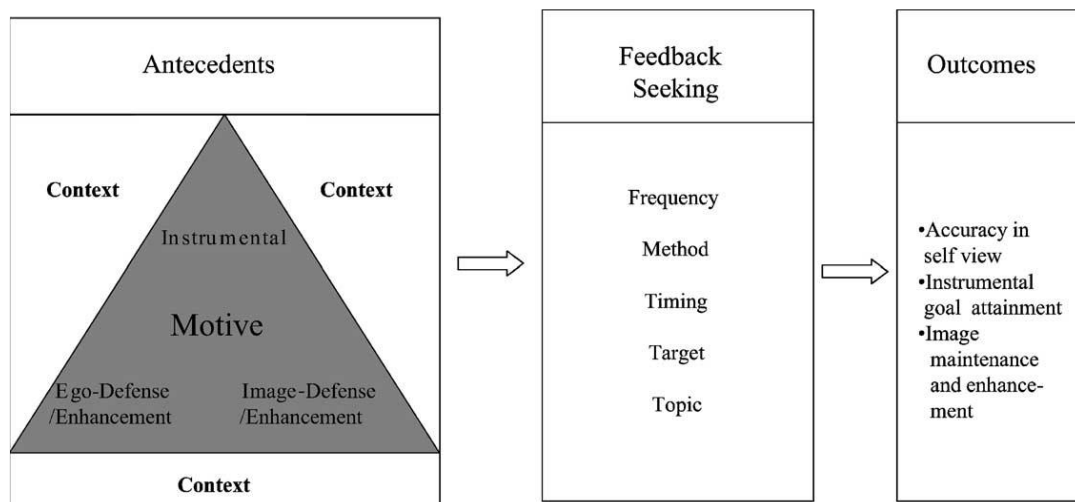 Antecedents
Context
Context
Instrumental
Motive
Ego-Defense
/Enhancement
Image-Defense
/Enhancement
Context
Feedback
Seeking
Frequency
Method
Timing
Target
Topic
Outcomes
•Accuracy in
self view
•Instrumental
goal attainment
•Image
maintenance
and enhance-
ment